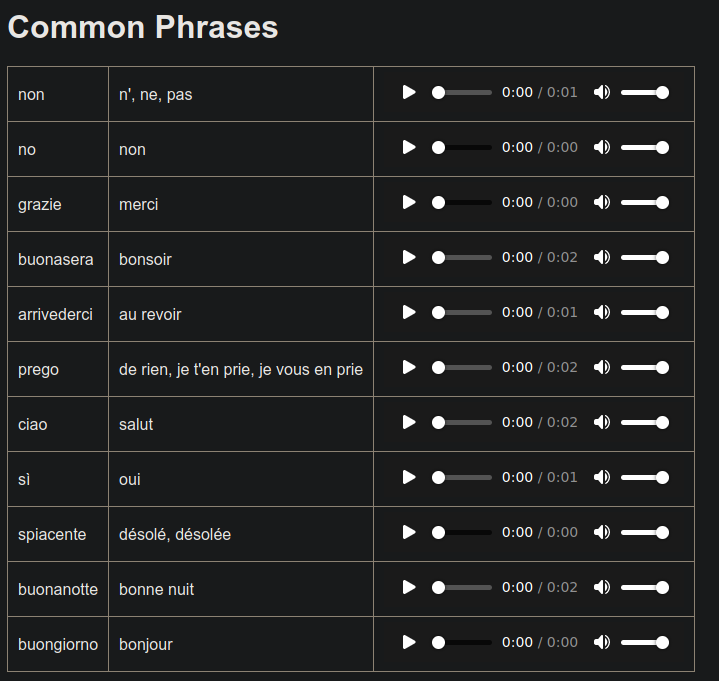 Common Phrases
non n', ne, pas 0:00 / 0:01
no non 0:00 / 0:00
grazie merci 0:00 / 0:00
buonasera bonsoir 0:00 / 0:02
arrivederci au revoir 0:00 / 0:01
prego de rien, je t'en prie, je vous en prie 0:00 / 0:02
ciao salut 0:00 / 0:02
sì oui 0:00 / 0:01
spiacente désolé, désolée 0:00 / 0:00
buonanotte bonne nuit 0:00 / 0:02
buongiorno bonjour 0:00 / 0:00